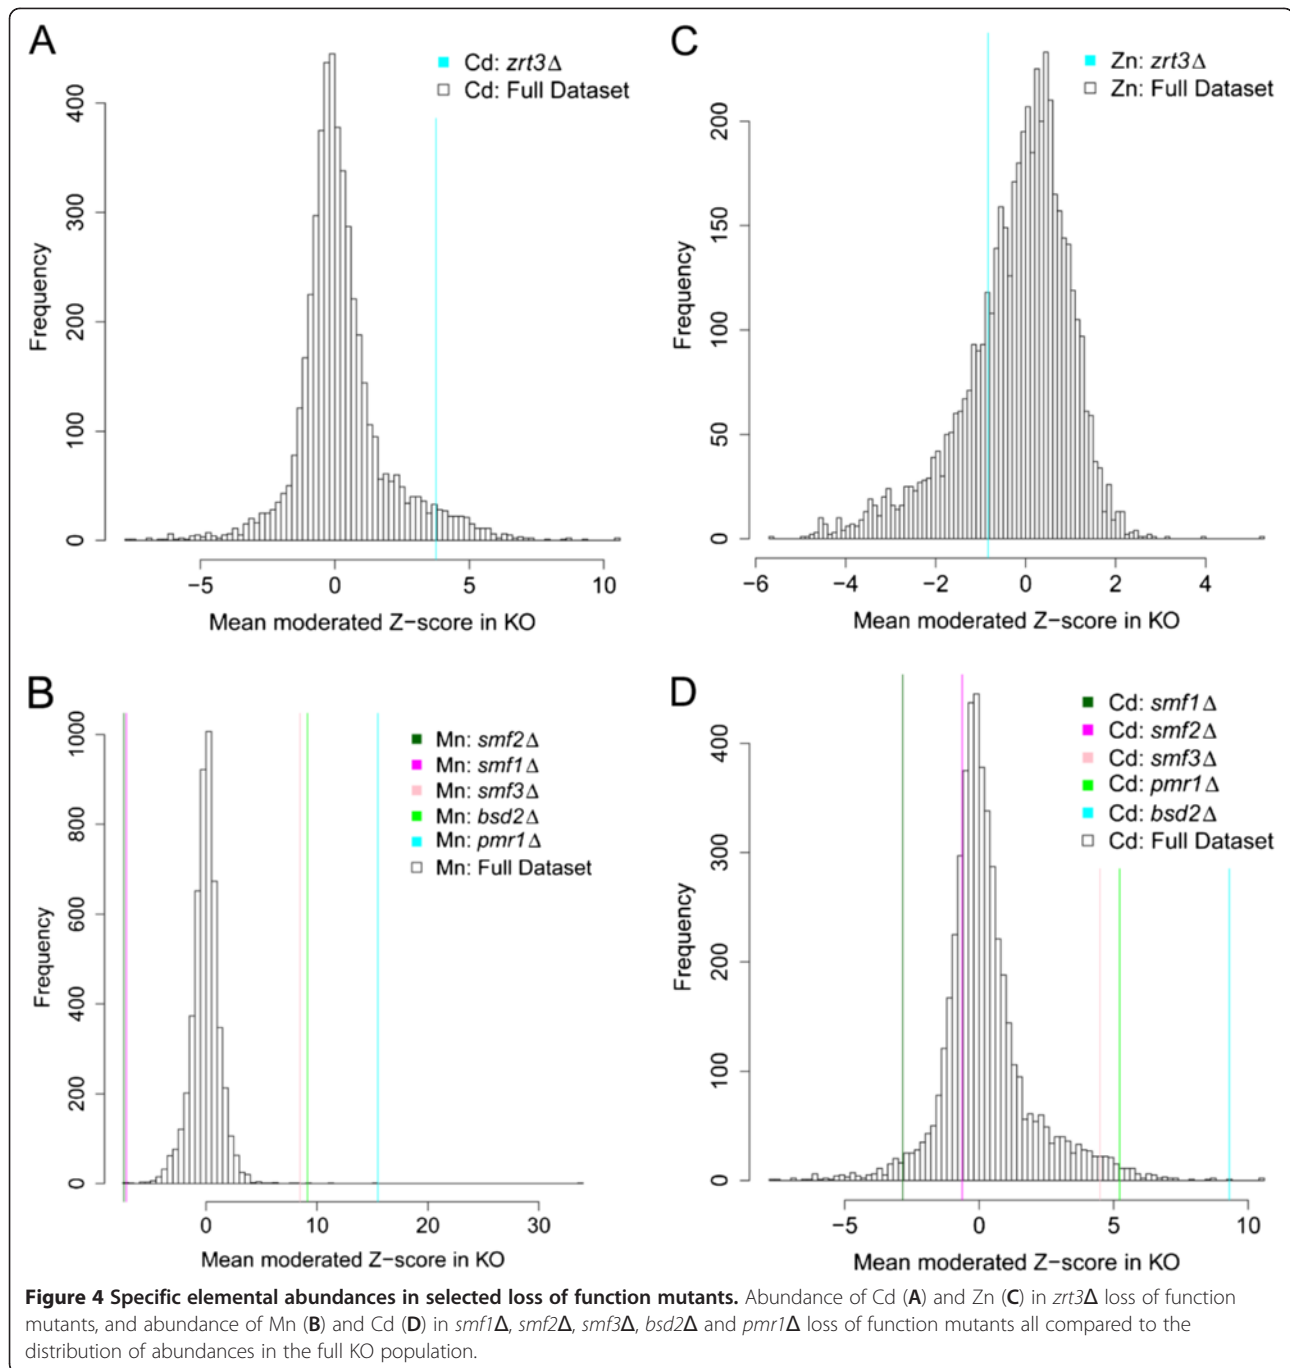 A
Cd: zrt3Δ
Cd: Full Dataset
Frequency
0
100
200
300
400
−5
0
5
10
Mean moderated Z−score in KO
C
Zn: zrt3Δ
Zn: Full Dataset
Frequency
0
50
100
150
200
−6
−4
−2
0
2
4
Mean moderated Z−score in KO
B
Mn: smf2Δ
Mn: smf1Δ
Mn: smf3Δ
Mn: bsd2Δ
Mn: pmr1Δ
Mn: Full Dataset
Frequency
0
200
400
600
800
1000
0
10
20
30
Mean moderated Z−score in KO
D
Cd: smf1Δ
Cd: smf2Δ
Cd: smf3Δ
Cd: pmr1Δ
Cd: bsd2Δ
Cd: Full Dataset
Frequency
0
100
200
300
400
−5
0
5
10
Mean moderated Z−score in KO
Figure 4 Specific elemental abundances in selected loss of function mutants. Abundance of Cd (A) and Zn (C) in zrt3Δ loss of function
mutants, and abundance of Mn (B) and Cd (D) in smf1Δ, smf2Δ, smf3Δ, bsd2Δ and pmr1Δ loss of function mutants all compared to the
distribution of abundances in the full KO population.